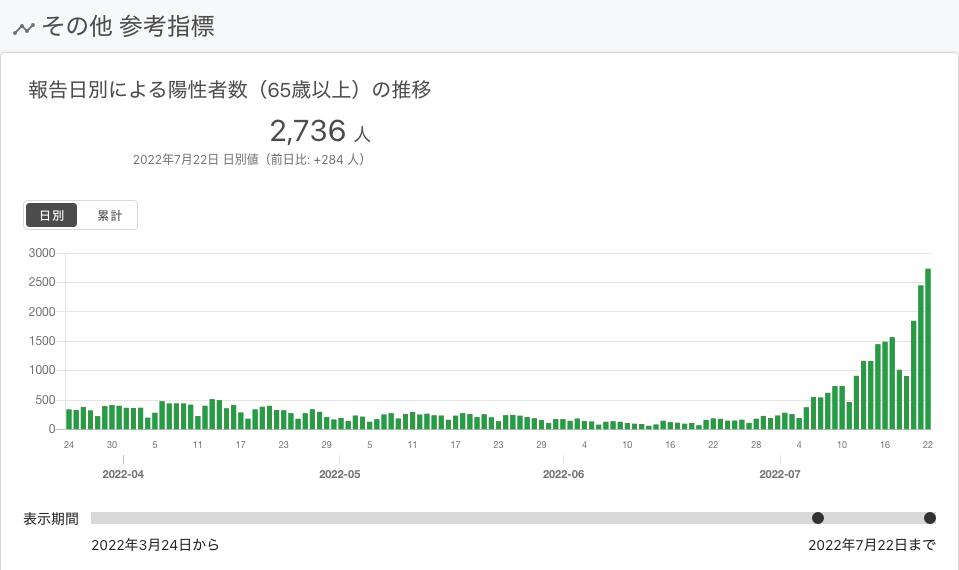 その他 参考指標
報告日別による陽性者数（65歳以上）の推移
2,736 人
2022年7月22日 日別値（前日比: +284 人）
日別 累計
3000
2500
2000
1500
1000
500
0
24 30 5 11 17 23 29 5 11 17 23 29 4 10 16 22 28 4 10 16 22
2022-04 2022-05 2022-06 2022-07
表示期間
2022年3月24日から 2022年7月22日まで